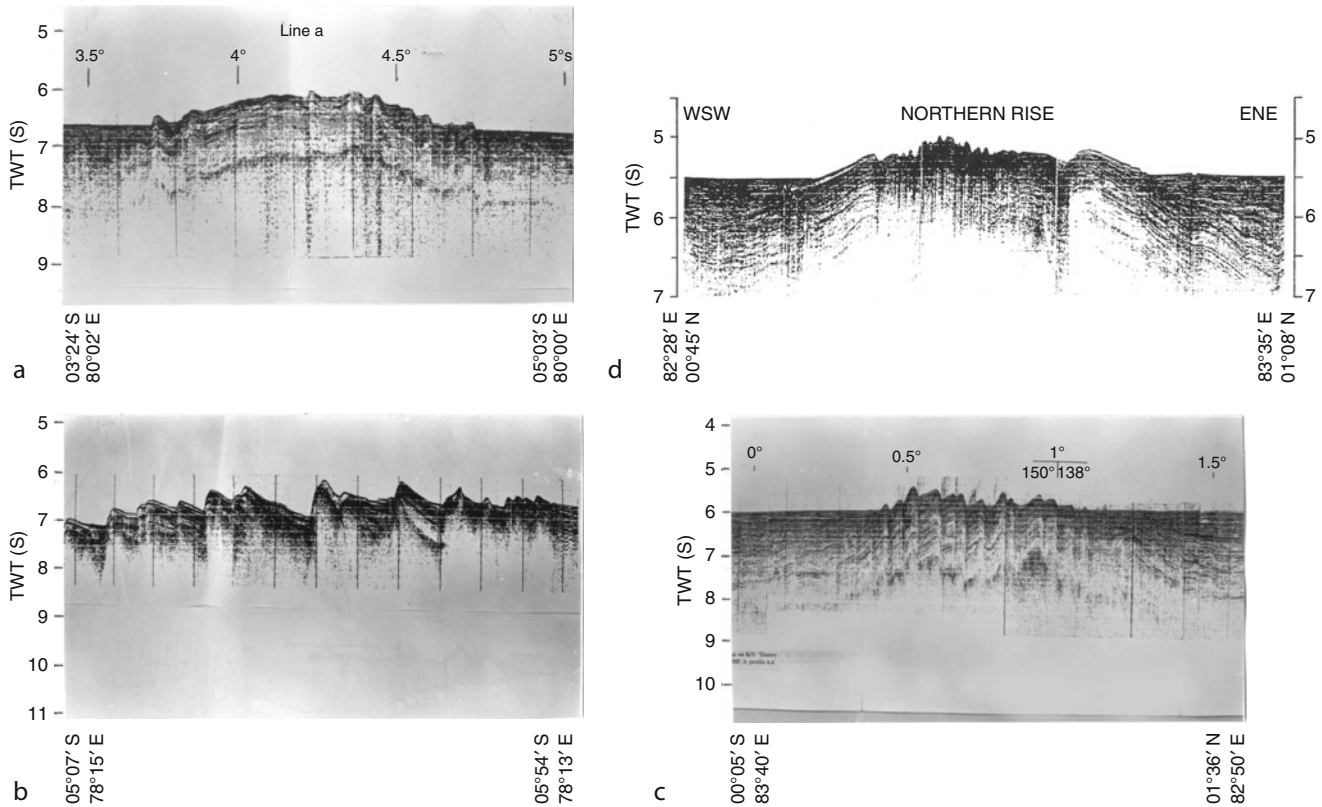 Line a
3.5° 4° 4.5° 5°s
5
6
7
8
9
TWT (S)
03°24′ S
80°02′ E
05°03′ S
80°00′ E
a
WSW NORTHERN RISE ENE
5
6
7
TWT (S)
5
6
7
82°28′ E
00°45′ N
83°35′ E
01°08′ N
d
5
6
7
8
9
10
11
TWT (S)
05°07′ S
78°15′ E
05°54′ S
78°13′ E
b
0° 0.5° 1° 1.5°
150° 138°
4
5
6
7
8
9
10
TWT (S)
00°05′ S
83°40′ E
01°36′ N
82°50′ E
c